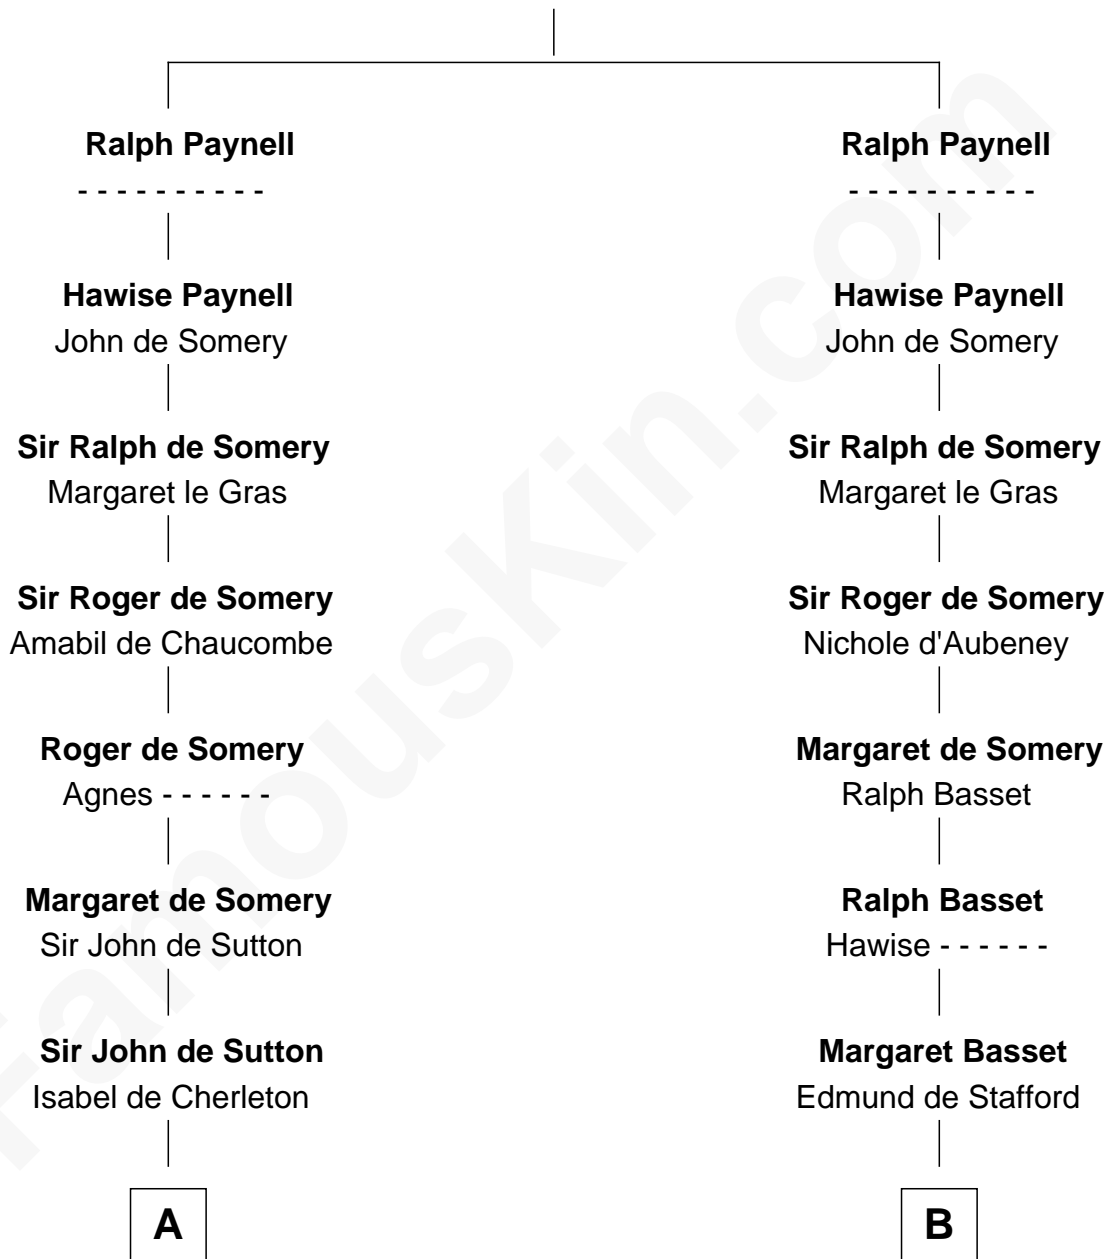 Ralph Paynell
- - - - - - - - - -
Hawise Paynell
John de Somery
Sir Ralph de Somery
Margaret le Gras
Sir Roger de Somery
Amabil de Chaucombe
Roger de Somery
Agnes - - - - - -
Margaret de Somery
Sir John de Sutton
Sir John de Sutton
Isabel de Cherleton
A
Ralph Paynell
- - - - - - - - - -
Hawise Paynell
John de Somery
Sir Ralph de Somery
Margaret le Gras
Sir Roger de Somery
Nichole d'Aubeney
Margaret de Somery
Ralph Basset
Ralph Basset
Hawise - - - - - -
Margaret Basset
Edmund de Stafford
B
FamousKin.com